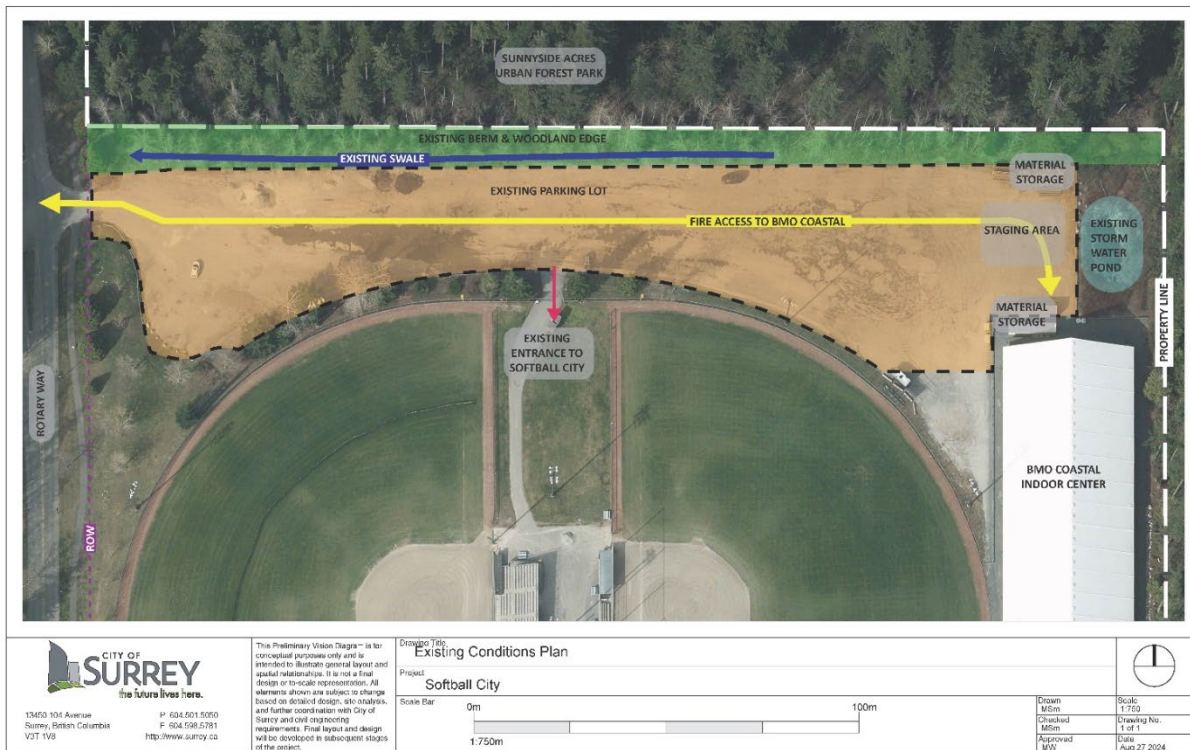 SUNNYSIDE ACRES
URBAN FOREST PARK
EXISTING BERM & WOODLAND EDGE
EXISTING SWALE
MATERIAL
STORAGE
EXISTING PARKING LOT
FIRE ACCESS TO BMO COASTAL
STAGING AREA
EXISTING
STORM
WATER
POND
MATERIAL
STORAGE
EXISTING
ENTRANCE TO
SOFTBALL CITY
PROPERTY LINE
ROTARY WAY
ROW
BMO COASTAL
INDOOR CENTER
CITY OF
SURREY
the future lives here.
13450 104 Avenue
Surrey, British Columbia
V3T 1V8
P 604.501.5050
F 604.598.5781
http://www.surrey.ca
This Preliminary Vision Diagram is for
conceptual purposes only and is
intended to illustrate general layout and
spatial relationships. It is not a final
design or to-scale representation. All
elements shown are subject to change
based on detailed design, site analysis,
and further coordination with City of
Surrey and civil engineering
requirements. Final layout and design
will be developed in subsequent stages
of the project.
Drawing Title
Existing Conditions Plan
Project
Softball City
Scale Bar
0m
100m
1:750m
Drawn
MSm
Scale
1:750
Checked
MSm
Drawing No.
1 of 1
Approved
MW
Date
Aug 27 2024